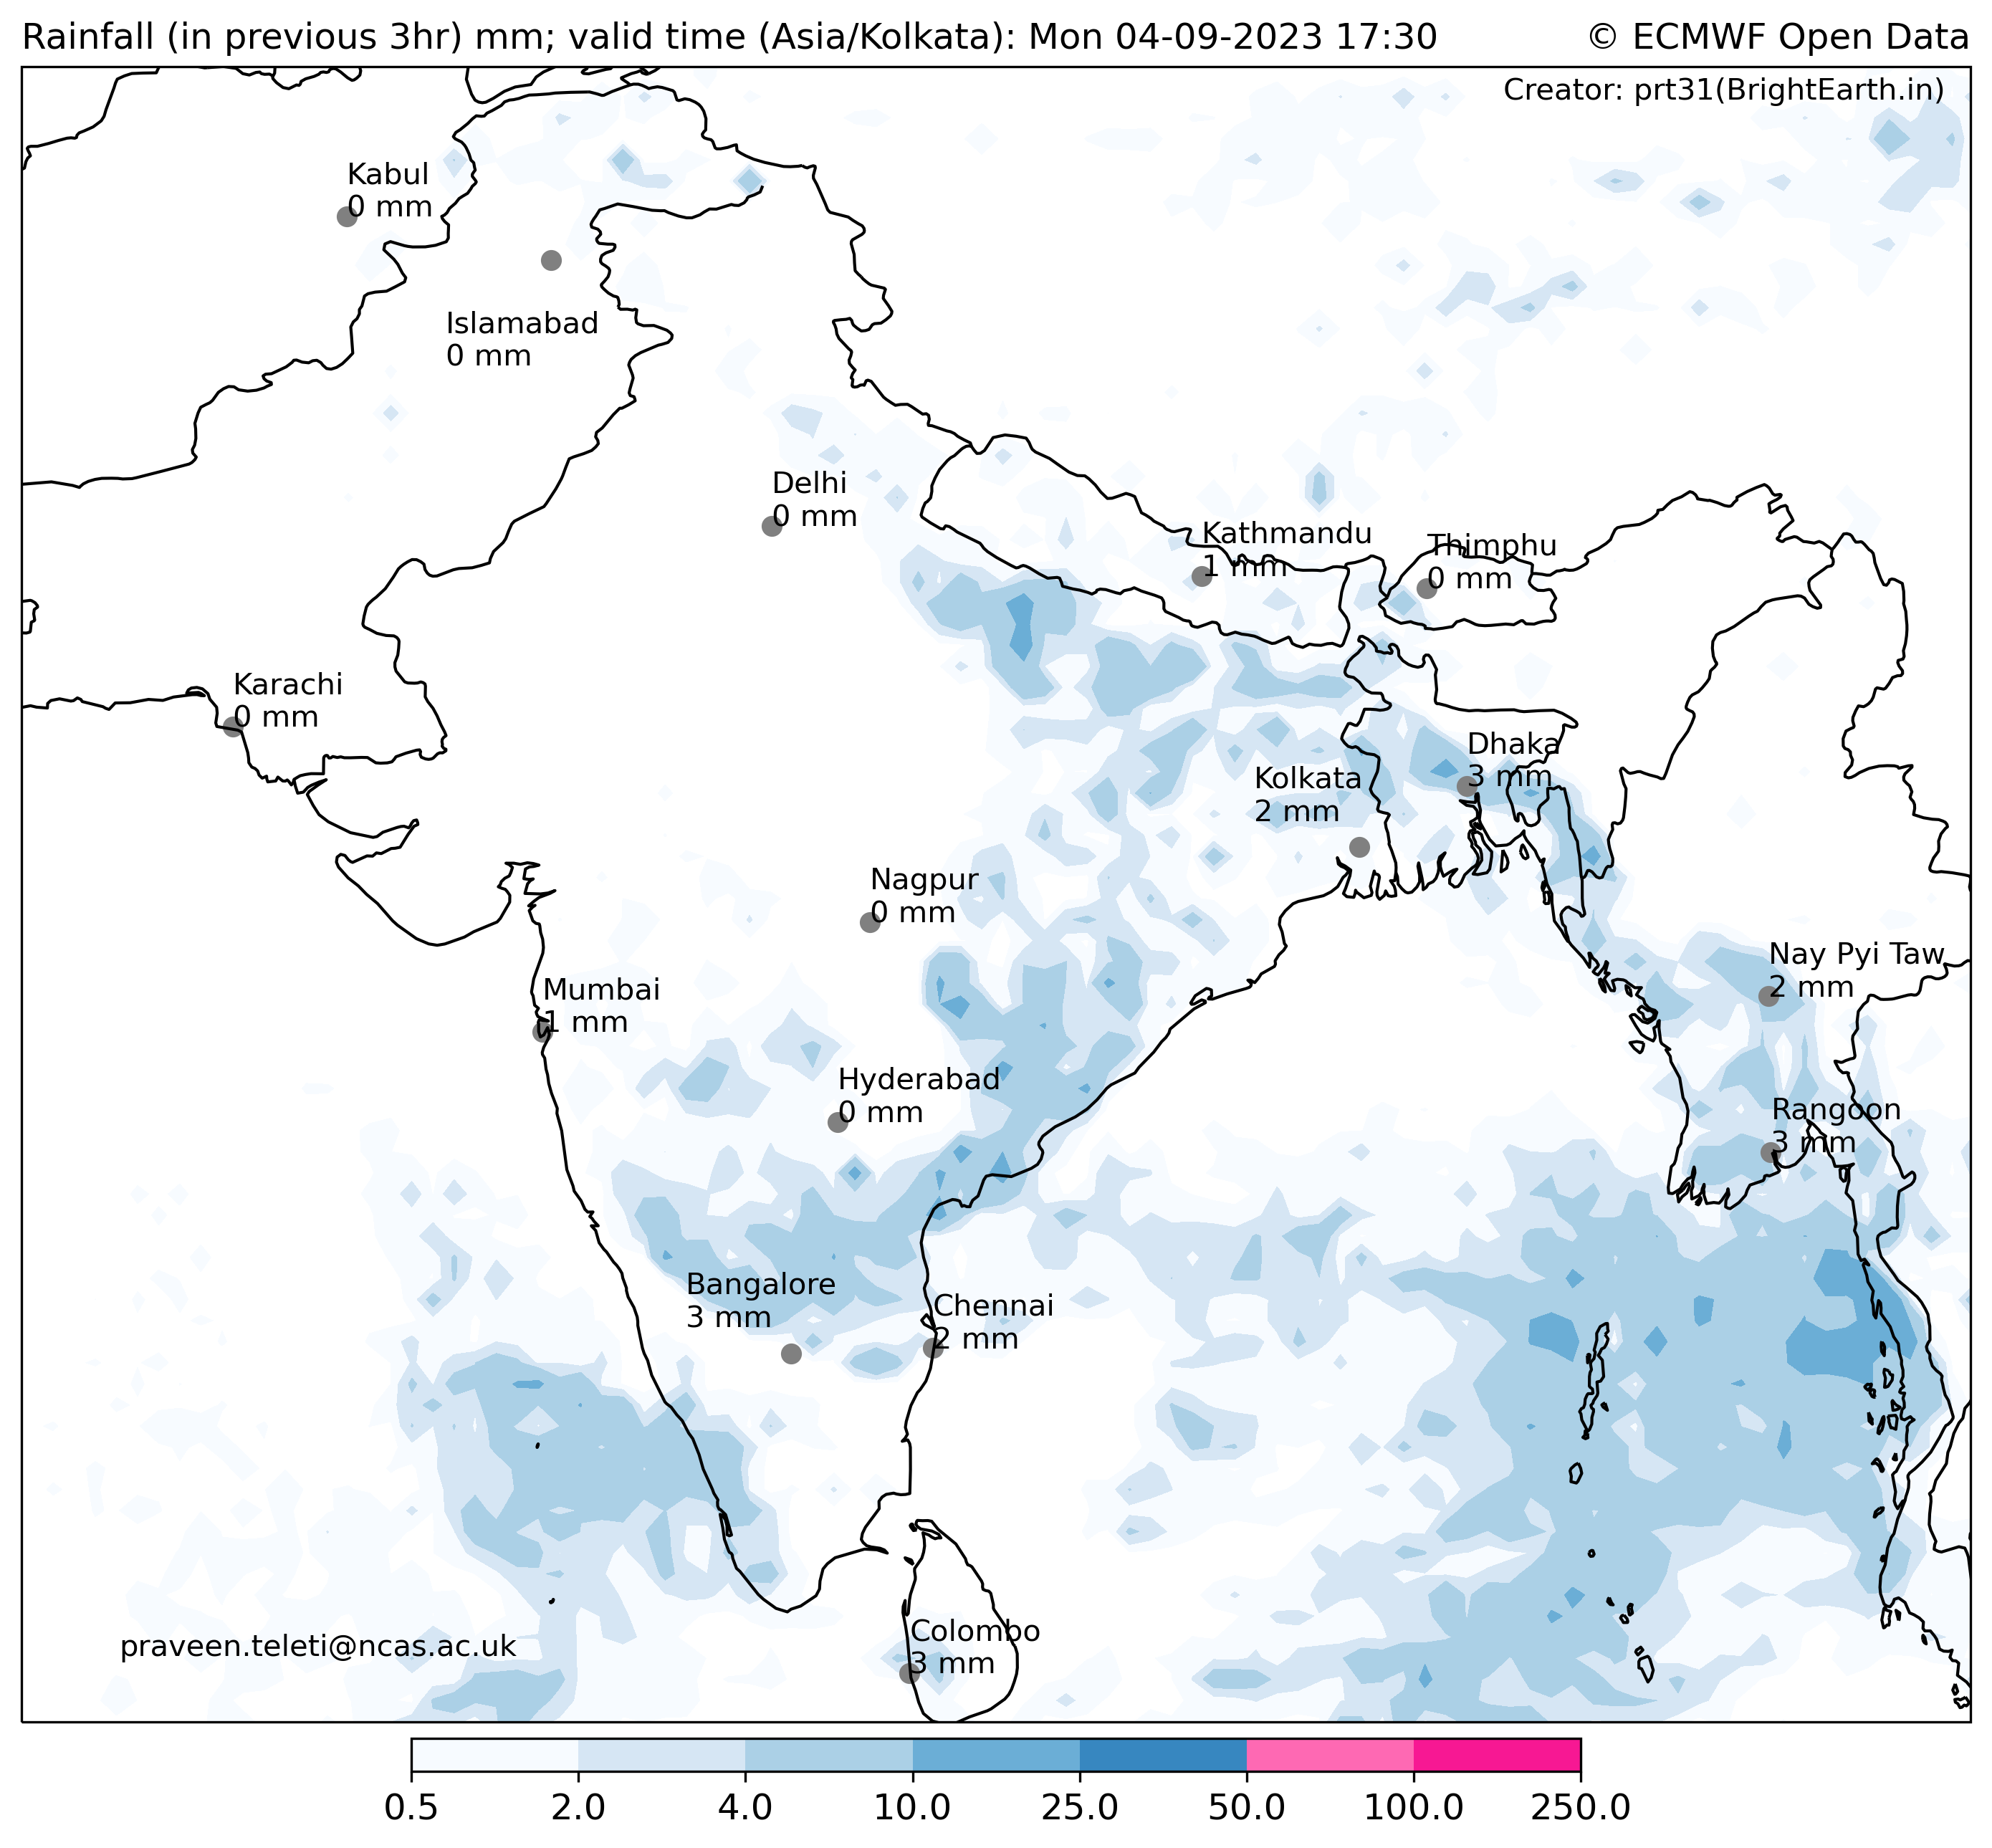 Rainfall (in previous 3hr) mm; valid time (Asia/Kolkata): Mon 04-09-2023 17:30
© ECMWF Open Data
Creator: prt31(BrightEarth.in)
Kabul
0 mm
Islamabad
0 mm
Delhi
0 mm
Kathmandu
1 mm
Thimphu
0 mm
Karachi
0 mm
Dhaka
3 mm
Kolkata
2 mm
Nagpur
0 mm
Nay Pyi Taw
2 mm
Mumbai
1 mm
Hyderabad
0 mm
Rangoon
3 mm
Bangalore
3 mm
Chennai
2 mm
Colombo
3 mm
praveen.teleti@ncas.ac.uk
0.5 2.0 4.0 10.0 25.0 50.0 100.0 250.0